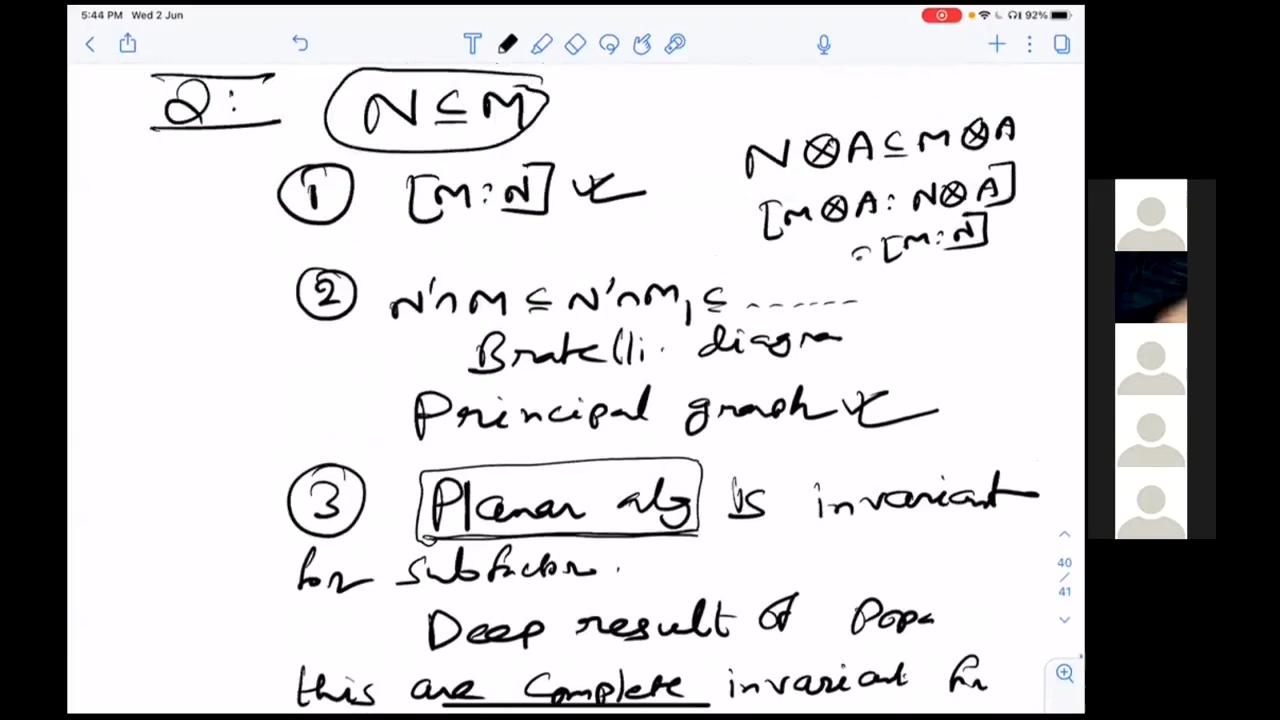 5:44 PM Wed 2 Jun
92%
Q: N ⊆ M
① [M:N]
N⊗A ⊆ M⊗A
[M⊗A: N⊗A]
= [M:N]
② N'∩M ⊆ N'∩M₁ ⊆ ------
Bratelli. diagra
Principal graph
③ Planar alg is invariant
for subfactor.
Deep result of Popa
this are complete invariant for
40
/
41